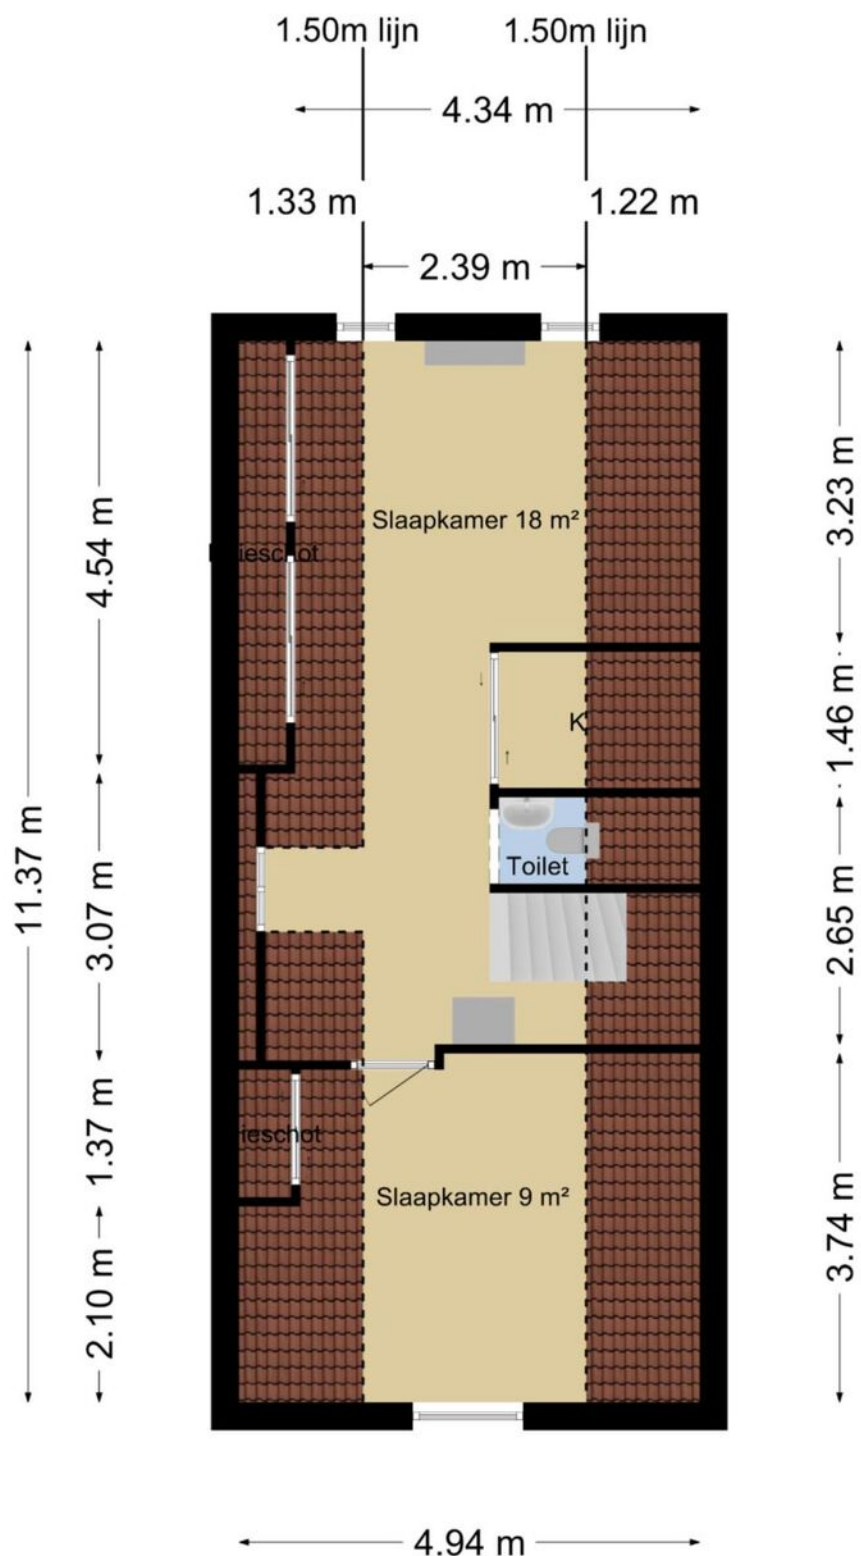 1.50m lijn 1.50m lijn
4.34 m
1.33 m 1.22 m
2.39 m
Slaapkamer 18 m²
3.23 m
4.54 m
ieschot
K
1.46 m
11.37 m
Toilet
3.07 m
2.65 m
1.37 m
ieschot
Slaapkamer 9 m²
3.74 m
2.10 m
4.94 m